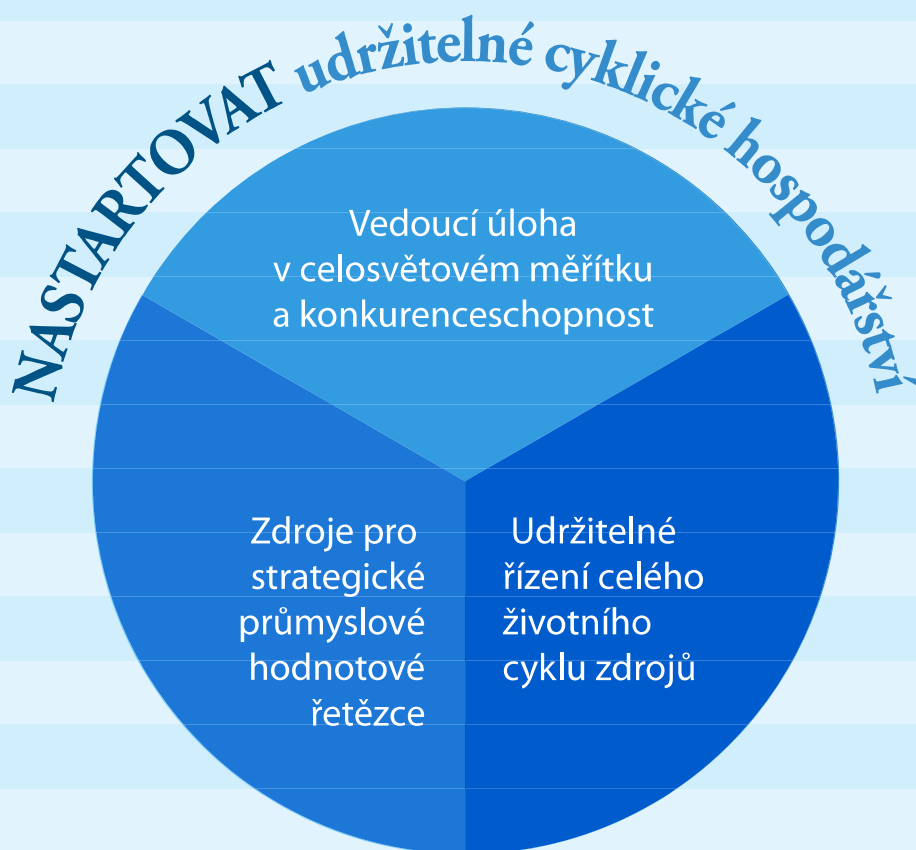 NASTARTOVAT udržitelné cyklické hospodářství
Vedoucí úloha
v celosvětovém měřítku
a konkurenceschopnost
Zdroje pro
strategické
průmyslové
hodnotové
řetězce
Udržitelné
řízení celého
životního
cyklu zdrojů